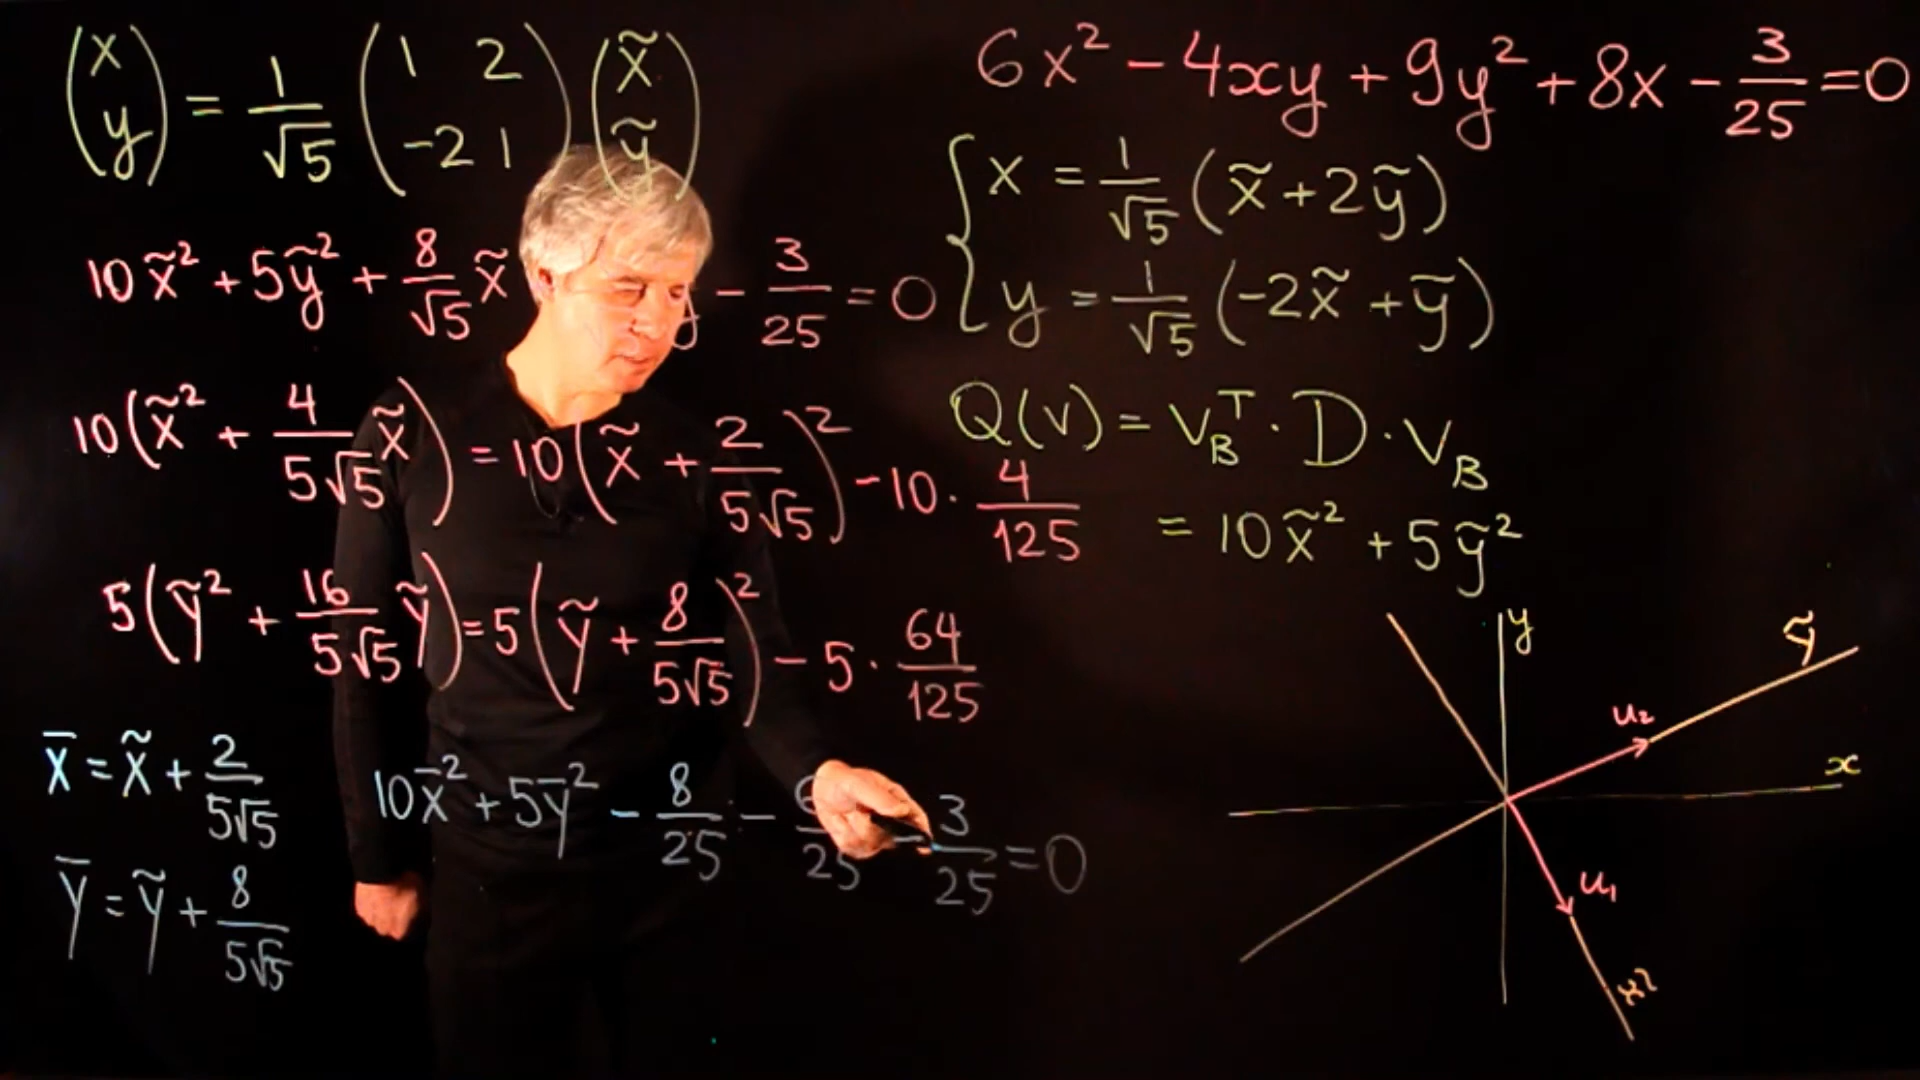 (x y) = 1/√5 (1 2 -2 1) (x̃ ỹ)
10x̃² + 5ỹ² + 8/√5 x̃ - 3/25 = 0
10(x̃² + 4/5√5 x̃) = 10(x̃ + 2/5√5)² - 10 · 4/125
5(ỹ² + 16/5√5 ỹ) = 5(ỹ + 8/5√5)² - 5 · 64/125
x̄ = x̃ + 2/5√5
ȳ = ỹ + 8/5√5
10x̄² + 5ȳ² - 8/25 - /25 - 3/25 = 0
6x² - 4xy + 9y² + 8x - 3/25 = 0
{ x = 1/√5 (x̃ + 2ỹ)
y = 1/√5 (-2x̃ + ỹ)
Q(v) = v_B^T · D · v_B
= 10x̃² + 5ỹ²
y
ỹ
u₂
x
u₁
x̃